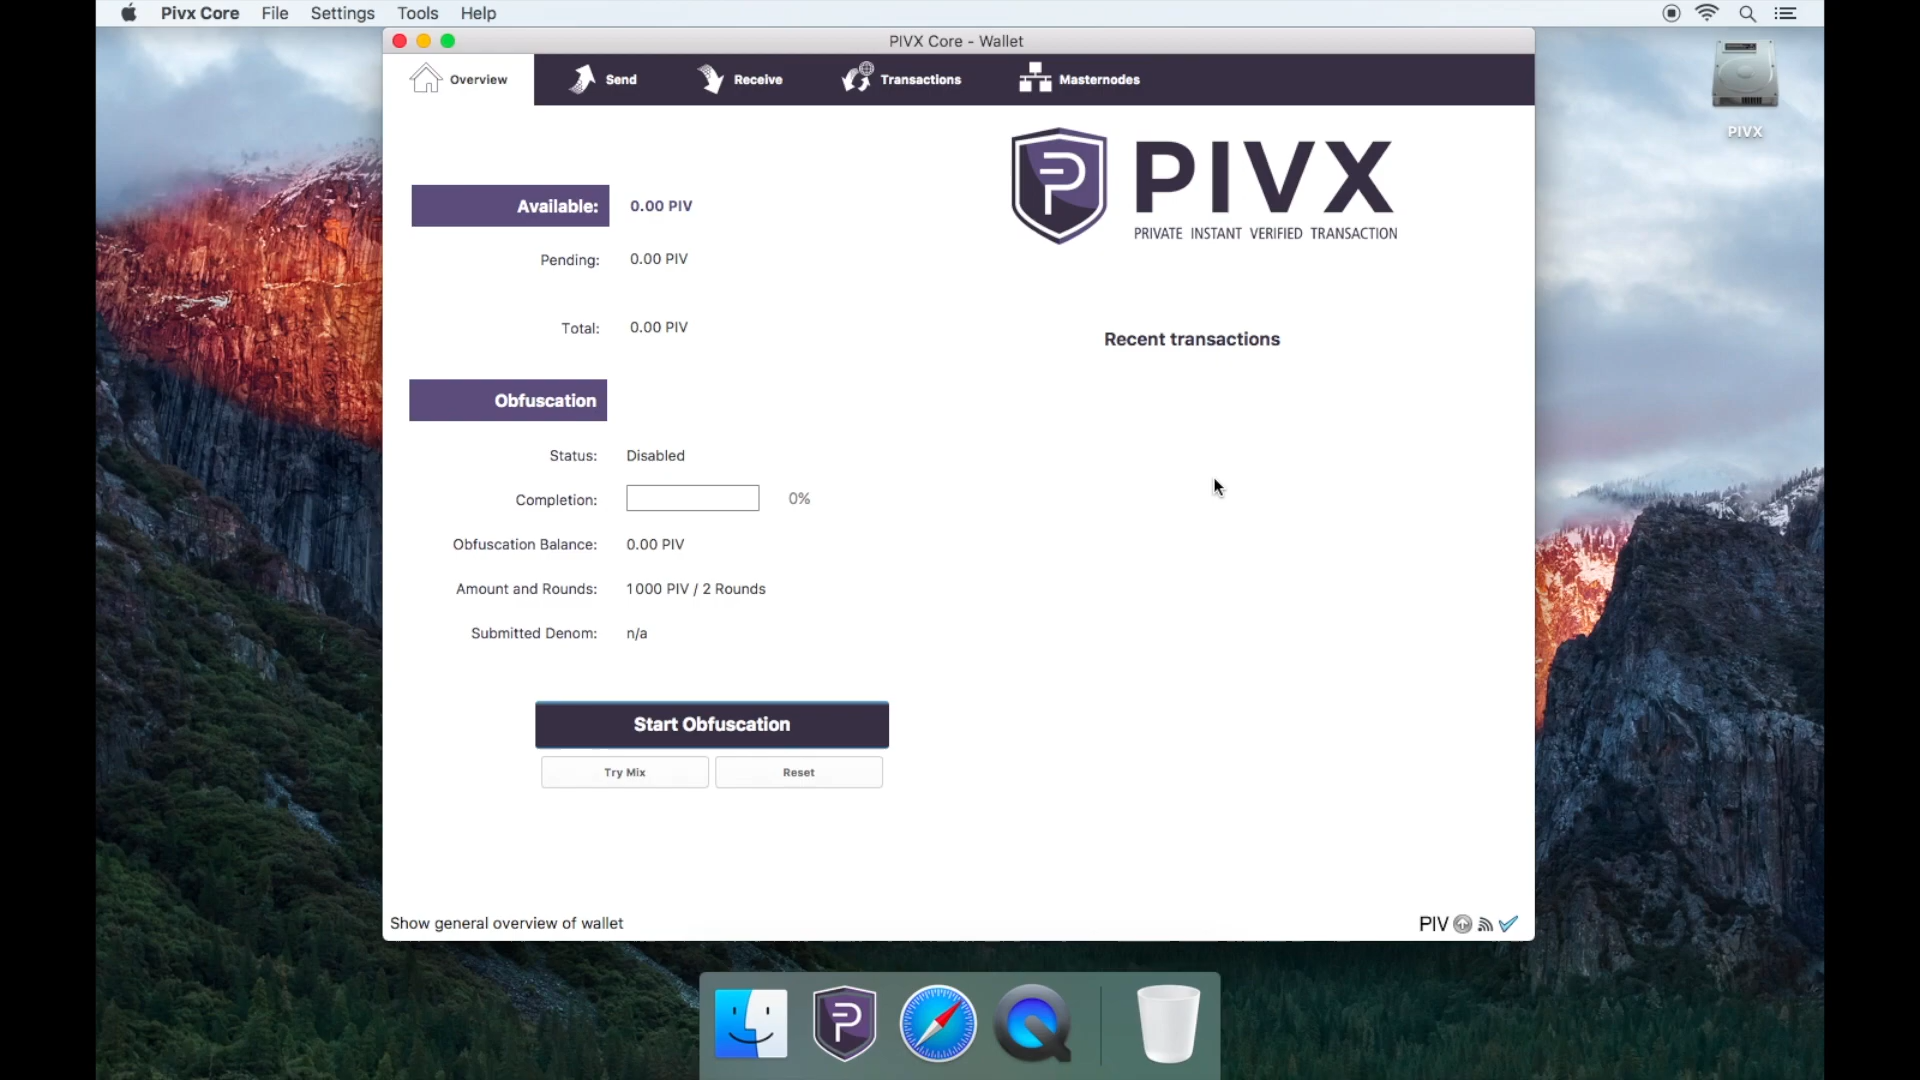 Pivx Core File Settings Tools Help
PIVX Core - Wallet
Overview Send Receive Transactions Masternodes
PIVX
PIVX
PRIVATE INSTANT VERIFIED TRANSACTION
Available: 0.00 PIV
Pending: 0.00 PIV
Total: 0.00 PIV
Recent transactions
Obfuscation
Status: Disabled
Completion: 0%
Obfuscation Balance: 0.00 PIV
Amount and Rounds: 1000 PIV / 2 Rounds
Submitted Denom: n/a
Start Obfuscation
Try Mix Reset
Show general overview of wallet
PIV